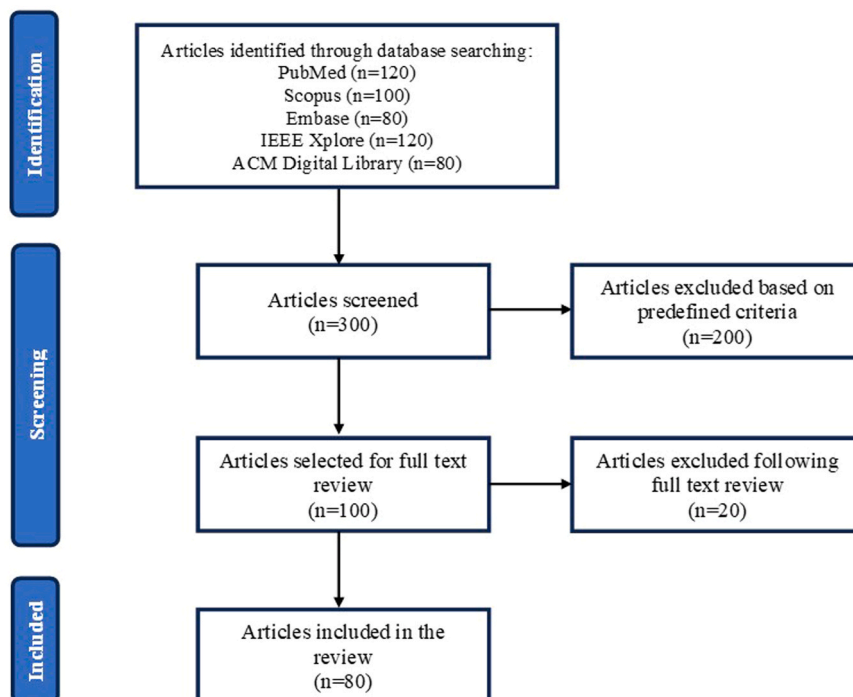 Identification
Articles identified through database searching:
PubMed (n=120)
Scopus (n=100)
Embase (n=80)
IEEE Xplore (n=120)
ACM Digital Library (n=80)
Screening
Articles screened
(n=300)
Articles excluded based on
predefined criteria
(n=200)
Articles selected for full text
review
(n=100)
Articles excluded following
full text review
(n=20)
Included
Articles included in the
review
(n=80)